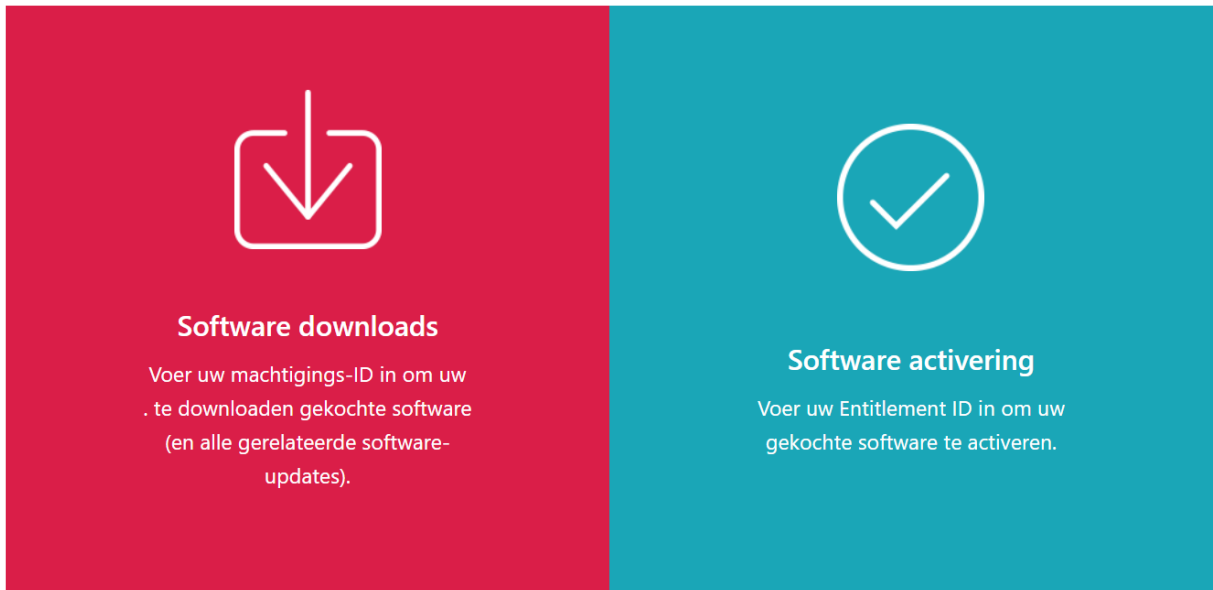 Software downloads
Voer uw machtigings-ID in om uw
. te downloaden gekochte software
(en alle gerelateerde software-
updates).
Software activering
Voer uw Entitlement ID in om uw
gekochte software te activeren.